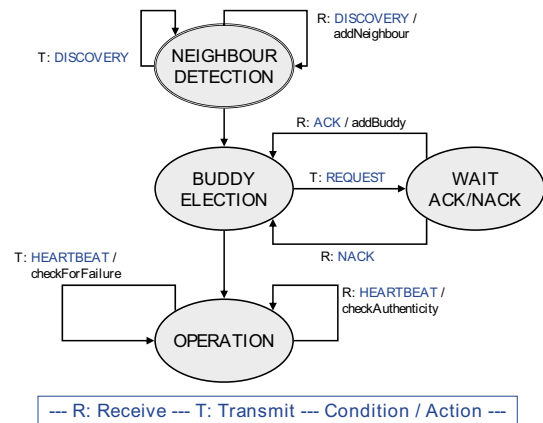 R: DISCOVERY /
addNeighbour
T: DISCOVERY
NEIGHBOUR
DETECTION
R: ACK / addBuddy
BUDDY
ELECTION
T: REQUEST
WAIT
ACK/NACK
R: NACK
T: HEARTBEAT /
checkForFailure
R: HEARTBEAT /
checkAuthenticity
OPERATION
--- R: Receive --- T: Transmit --- Condition / Action ---